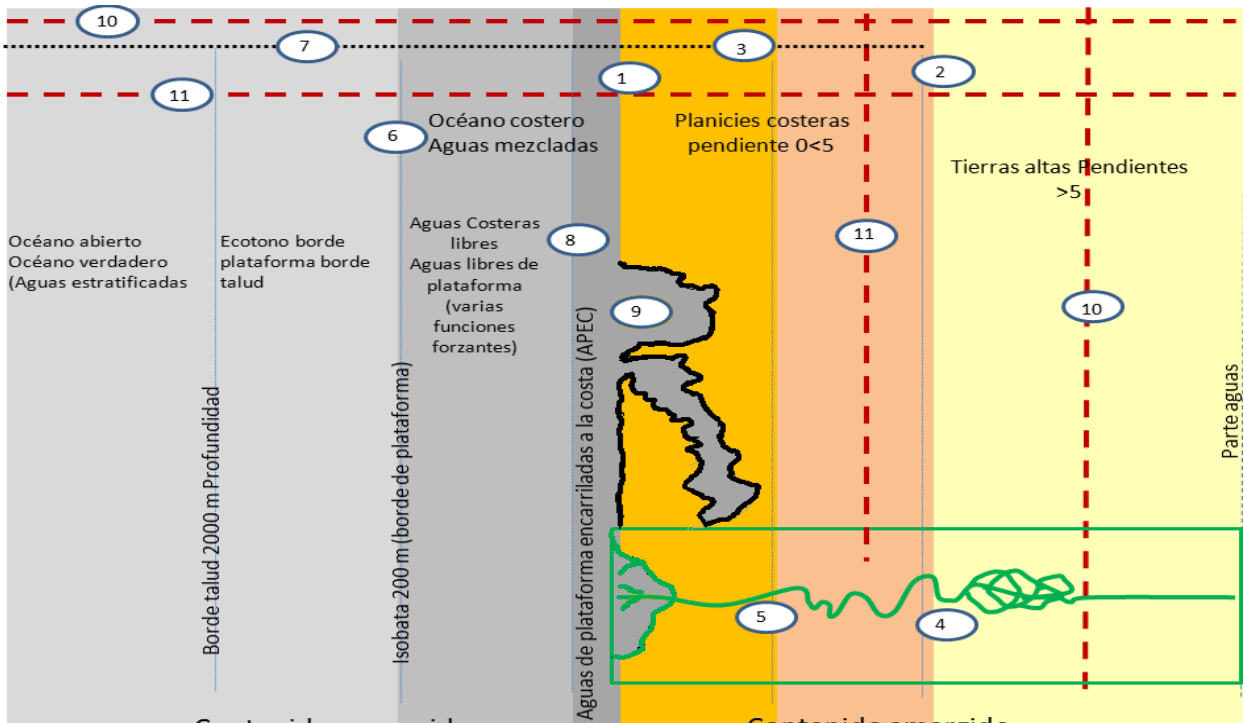 10
7
3
1
2
11
6
Océano costero
Aguas mezcladas
Planicies costeras
pendiente 0<5
Tierras altas Pendientes
>5
Océano abierto
Océano verdadero
(Aguas estratificadas
Ecotono borde
plataforma borde
talud
Aguas Costeras
libres
Aguas libres de
plataforma
(varias
funciones
forzantes)
8
11
9
10
Borde talud 2000 m Profundidad
Isobata 200 m (borde de plataforma)
Aguas de plataforma encarriladas a la costa (APEC)
Parte aguas
5
4
Contenido emergido